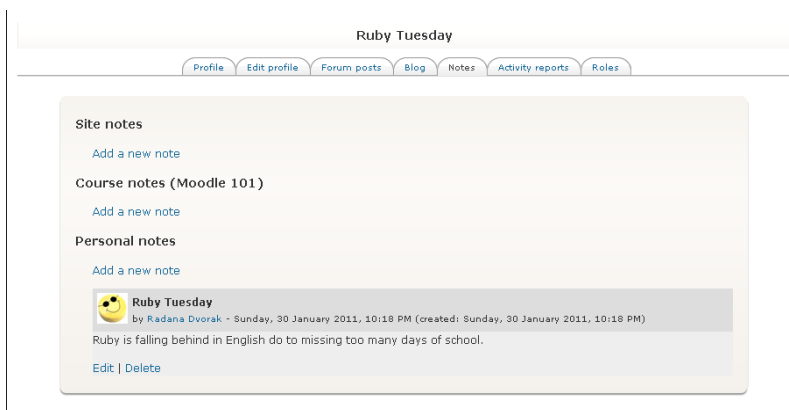 Ruby Tuesday
Profile Edit profile Forum posts Blog Notes Activity reports Roles
Site notes
Add a new note
Course notes (Moodle 101)
Add a new note
Personal notes
Add a new note
Ruby Tuesday
by Radana Dvorak - Sunday, 30 January 2011, 10:18 PM (created: Sunday, 30 January 2011, 10:18 PM)
Ruby is falling behind in English do to missing too many days of school.
Edit | Delete